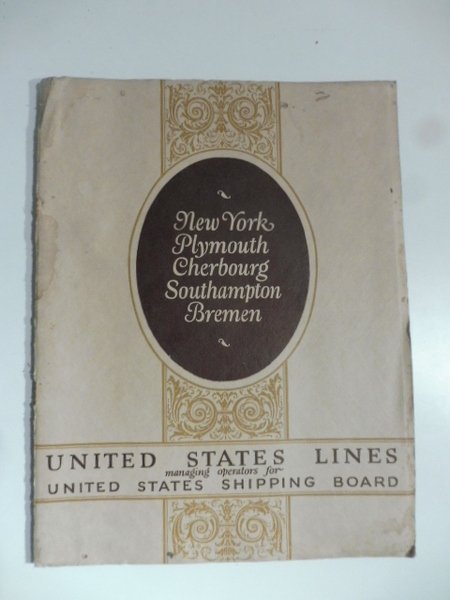 New York
Plymouth
Cherbourg
Southampton
Bremen
UNITED STATES LINES
managing operators for
UNITED STATES SHIPPING BOARD